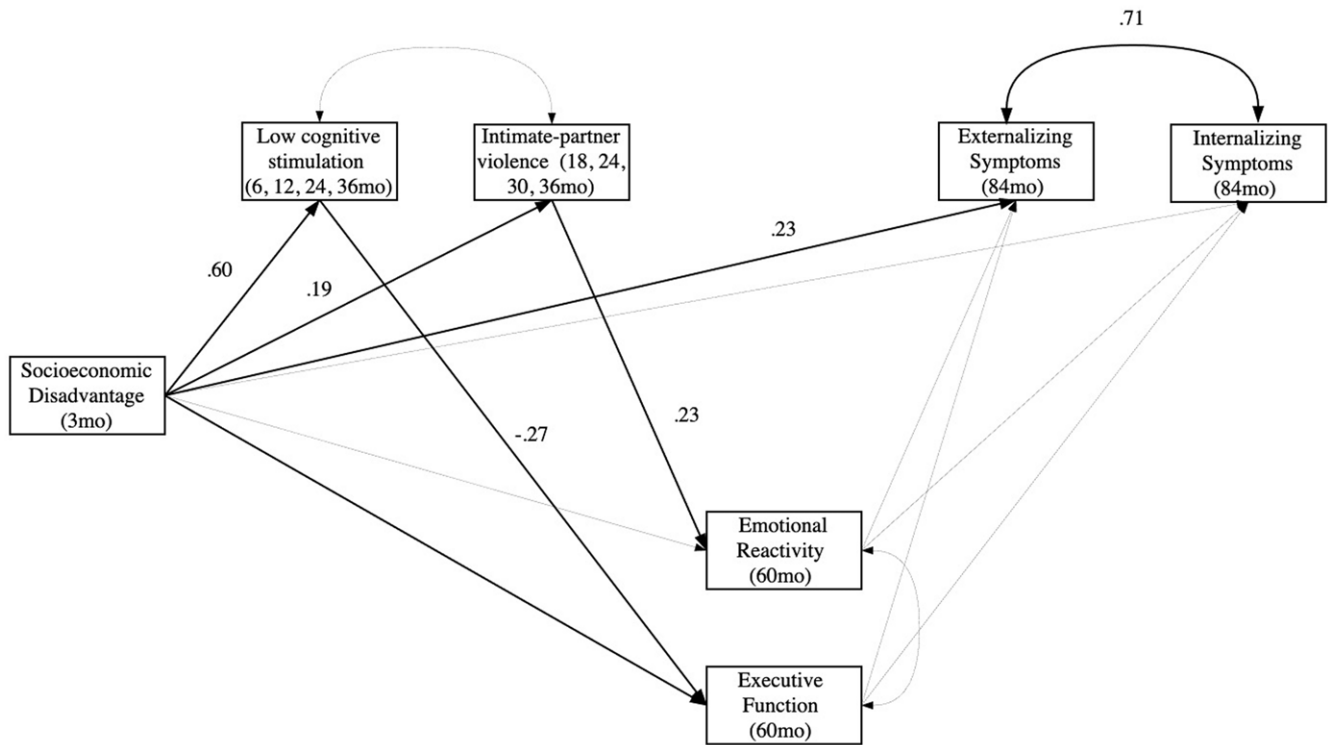 .71
Low cognitive
stimulation
(6, 12, 24, 36mo)
Intimate-partner
violence (18, 24,
30, 36mo)
Externalizing
Symptoms
(84mo)
Internalizing
Symptoms
(84mo)
.60
.19
.23
Socioeconomic
Disadvantage
(3mo)
-.27
.23
Emotional
Reactivity
(60mo)
Executive
Function
(60mo)